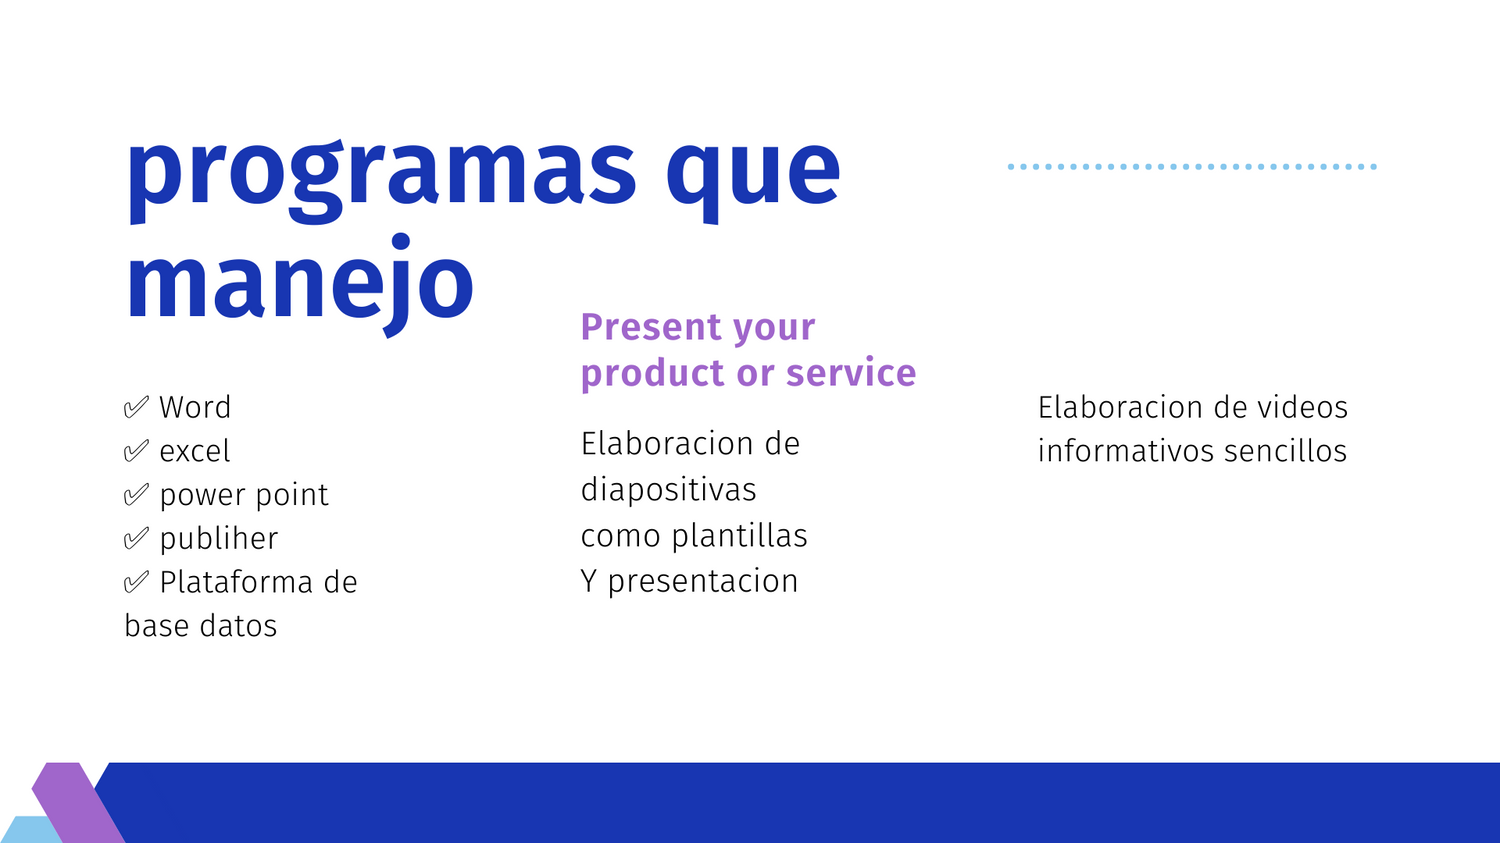 programas que
manejo
✅ Word
✅ excel
✅ power point
✅ publiher
✅ Plataforma de
base datos
Present your
product or service
Elaboracion de
diapositivas
como plantillas
Y presentacion
Elaboracion de videos
informativos sencillos